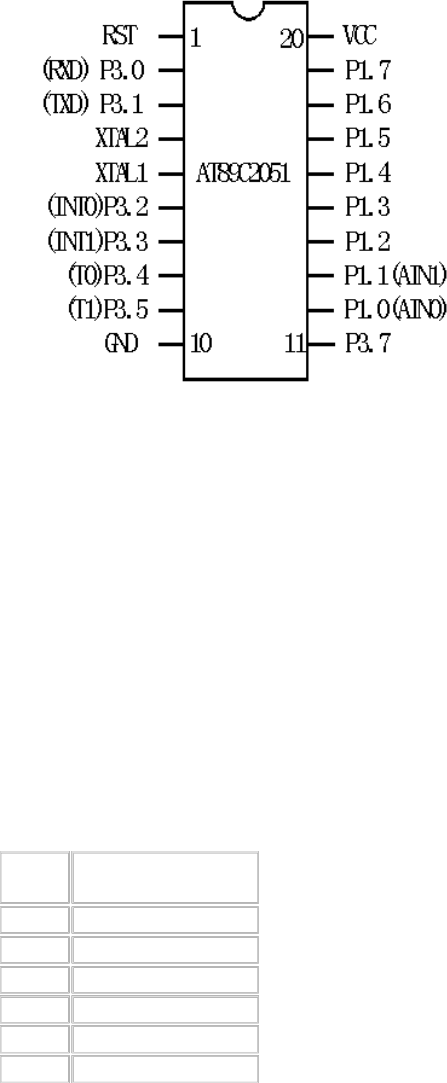 RST 1 20 VCC
(RXD) P3.0 P1.7
(TXD) P3.1 P1.6
XTAL2 P1.5
XTAL1 AT89C2051 P1.4
(INT0)P3.2 P1.3
(INT1)P3.3 P1.2
(T0)P3.4 P1.1(AIN1)
(T1)P3.5 P1.0(AIN0)
GND 10 11 P3.7